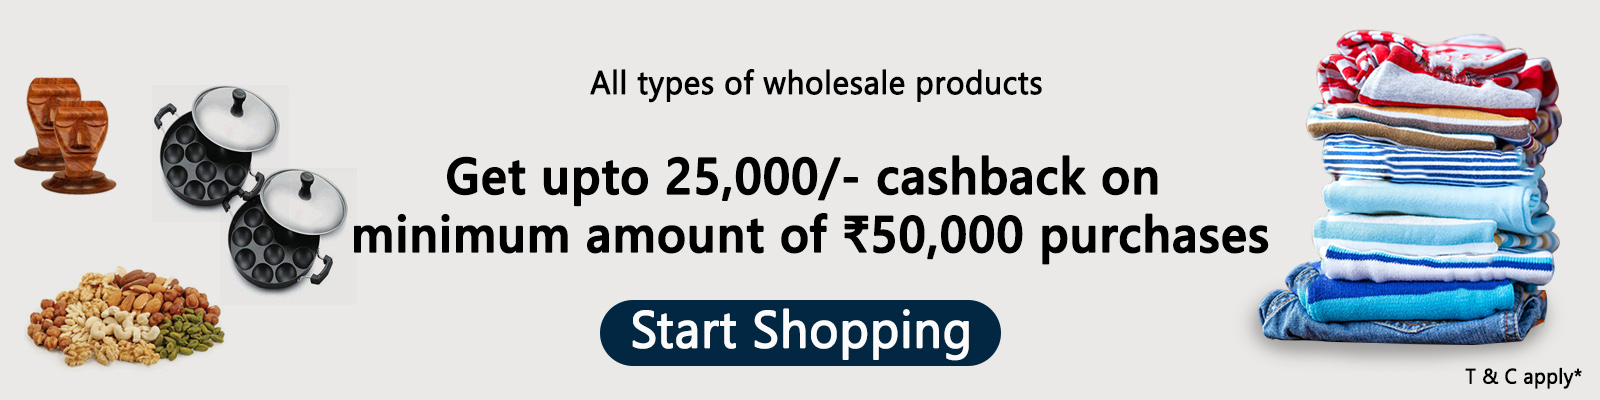 All types of wholesale products
Get upto 25,000/- cashback on
minimum amount of ₹50,000 purchases
Start Shopping
T & C apply*